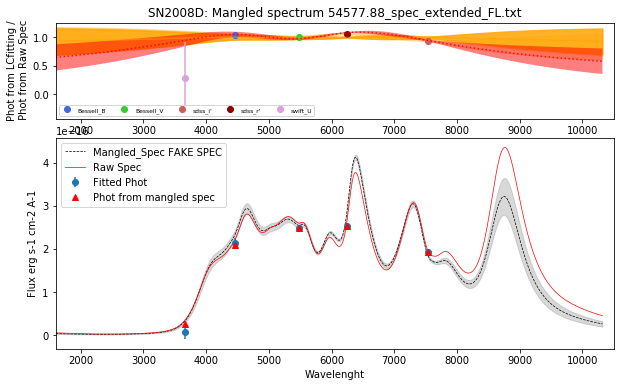 SN2008D: Mangled spectrum 54577.88_spec_extended_FL.txt
Phot from LCfitting /
Phot from Raw Spec
1.0
0.5
0.0
Bessell_B
Bessell_V
sdss_i'
sdss_r'
swift_U
2000 3000 4000 5000 6000 7000 8000 9000 10000
Mangled_Spec FAKE SPEC
Raw Spec
Fitted Phot
Phot from mangled spec
Flux erg s-1 cm-2 A-1
4
3
2
1
0
2000 3000 4000 5000 6000 7000 8000 9000 10000
Wavelenght